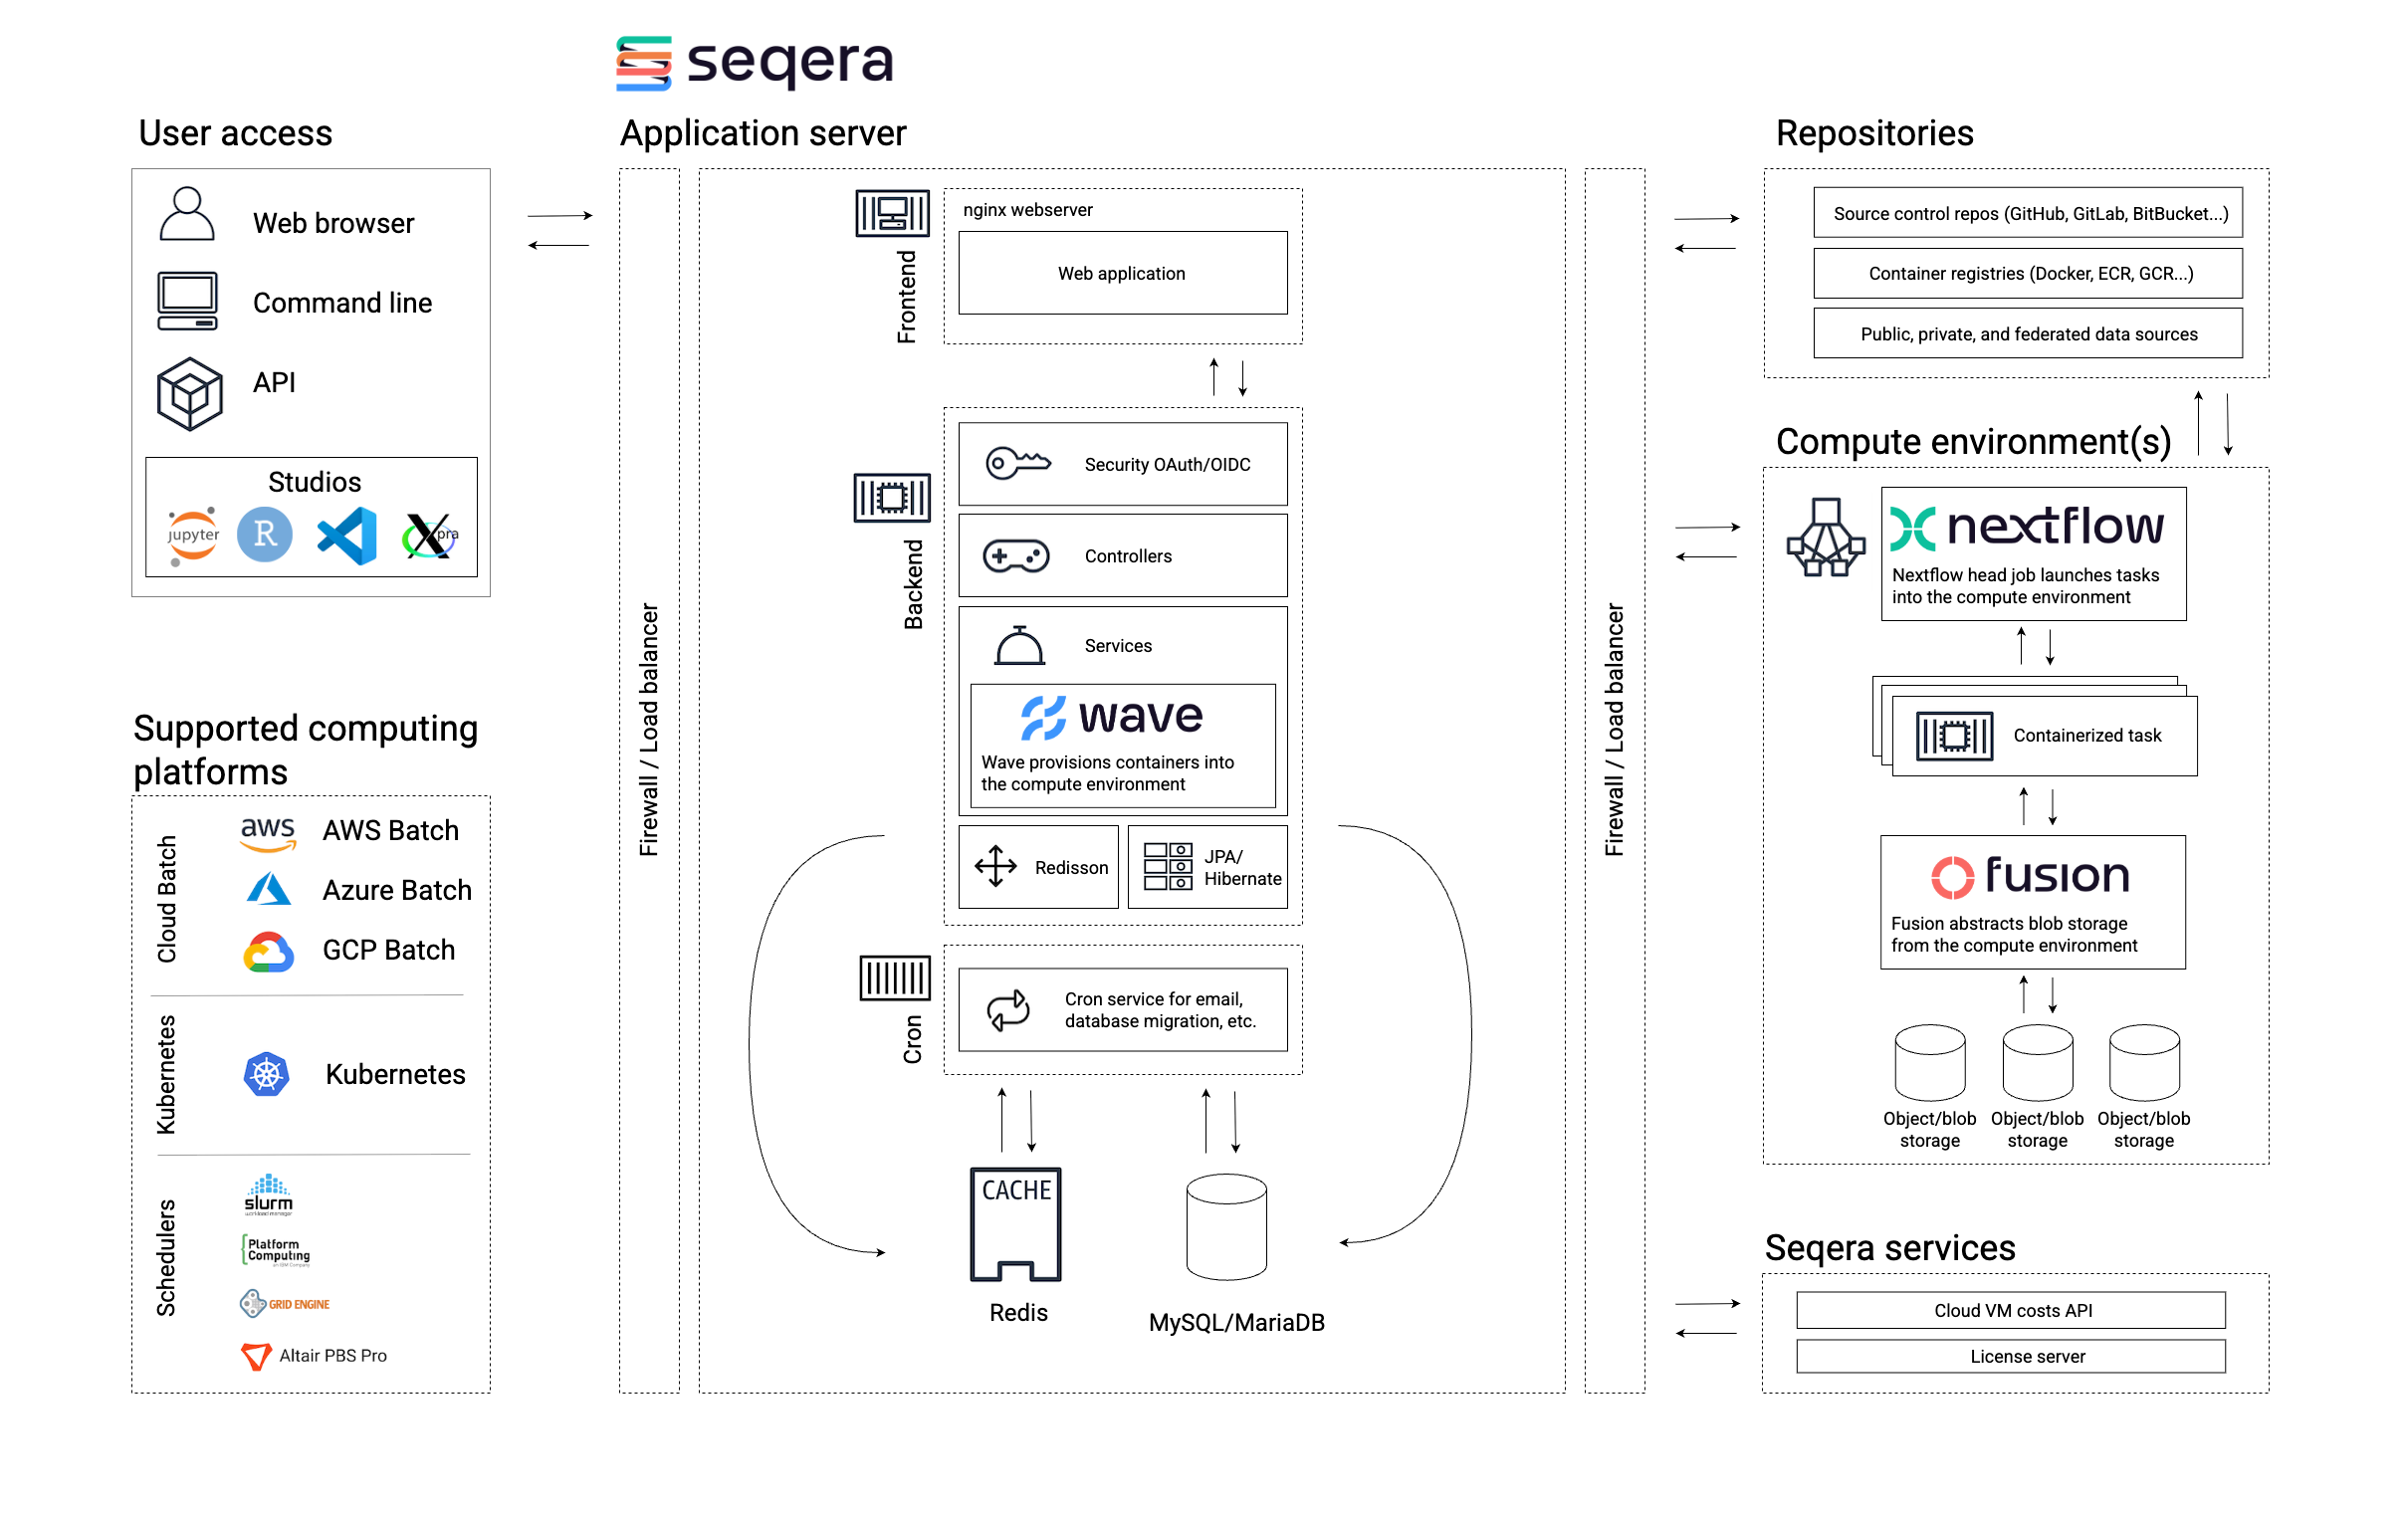 seqera
User access
Web browser
Command line
API
Studios
jupyter
R
Xpra
Supported computing
platforms
Cloud Batch
aws
AWS Batch
Azure Batch
GCP Batch
Kubernetes
Kubernetes
Schedulers
slurm
workload manager
Platform
Computing
an IBM Company
GRID ENGINE
Altair PBS Pro
Application server
Firewall / Load balancer
Frontend
nginx webserver
Web application
Backend
Security OAuth/OIDC
Controllers
Services
wave
Wave provisions containers into
the compute environment
Redisson
JPA/
Hibernate
Cron
Cron service for email,
database migration, etc.
CACHE
Redis
MySQL/MariaDB
Firewall / Load balancer
Repositories
Source control repos (GitHub, GitLab, BitBucket...)
Container registries (Docker, ECR, GCR...)
Public, private, and federated data sources
Compute environment(s)
nextflow
Nextflow head job launches tasks
into the compute environment
Containerized task
fusion
Fusion abstracts blob storage
from the compute environment
Object/blob
storage
Object/blob
storage
Object/blob
storage
Seqera services
Cloud VM costs API
License server